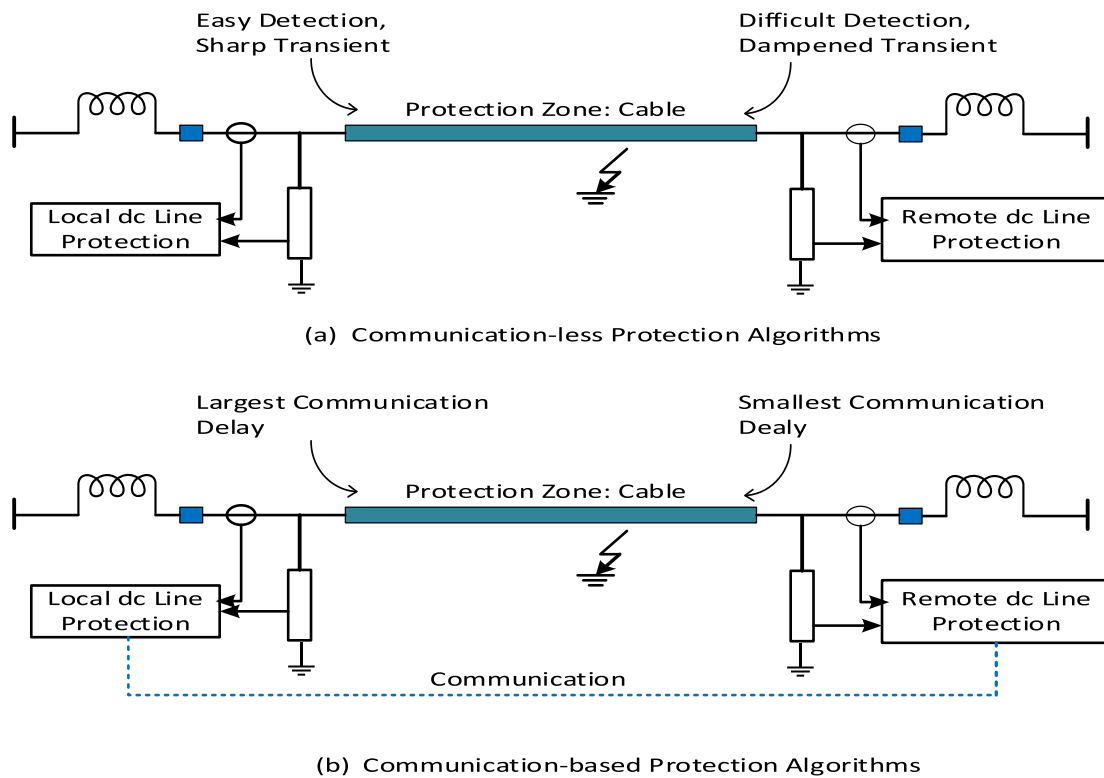 Easy Detection,
Sharp Transient
Difficult Detection,
Dampened Transient
Protection Zone: Cable
Local dc Line
Protection
Remote dc Line
Protection
(a) Communication-less Protection Algorithms
Largest Communication
Delay
Smallest Communication
Dealy
Protection Zone: Cable
Local dc Line
Protection
Remote dc Line
Protection
Communication
(b) Communication-based Protection Algorithms